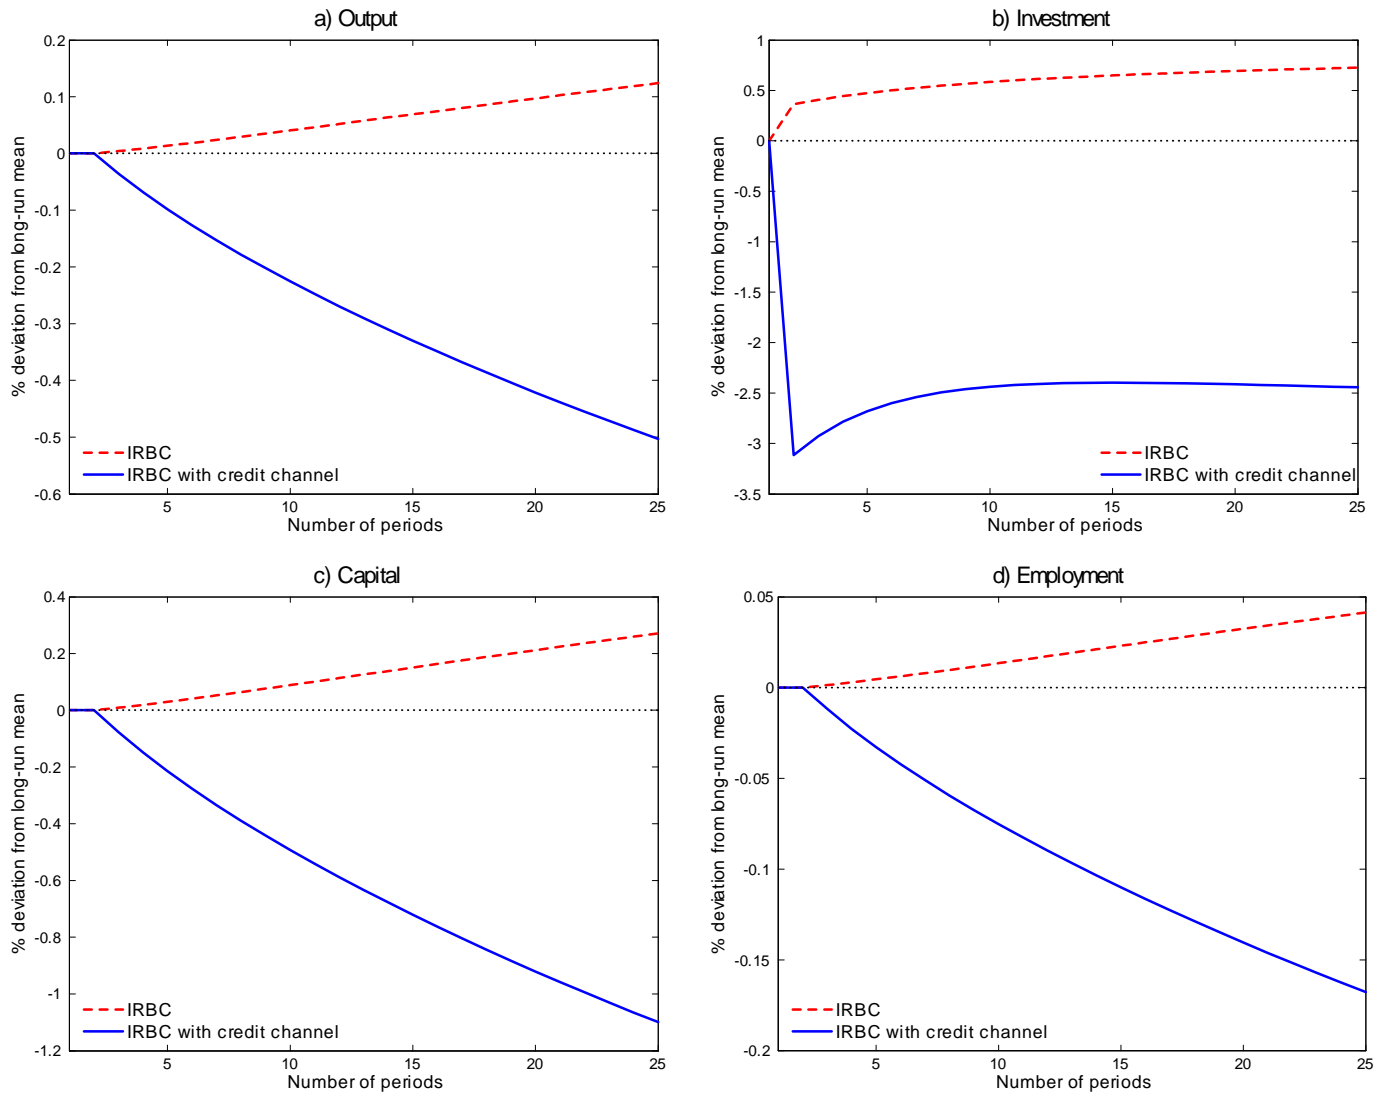 a) Output
% deviation from long-run mean
0.2
0.1
0
-0.1
-0.2
-0.3
-0.4
-0.5
-0.6
IRBC
IRBC with credit channel
5
10
15
20
25
Number of periods
b) Investment
% deviation from long-run mean
1
0.5
0
-0.5
-1
-1.5
-2
-2.5
-3
-3.5
IRBC
IRBC with credit channel
5
10
15
20
25
Number of periods
c) Capital
% deviation from long-run mean
0.4
0.2
0
-0.2
-0.4
-0.6
-0.8
-1
-1.2
IRBC
IRBC with credit channel
5
10
15
20
25
Number of periods
d) Employment
% deviation from long-run mean
0.05
0
-0.05
-0.1
-0.15
-0.2
IRBC
IRBC with credit channel
5
10
15
20
25
Number of periods